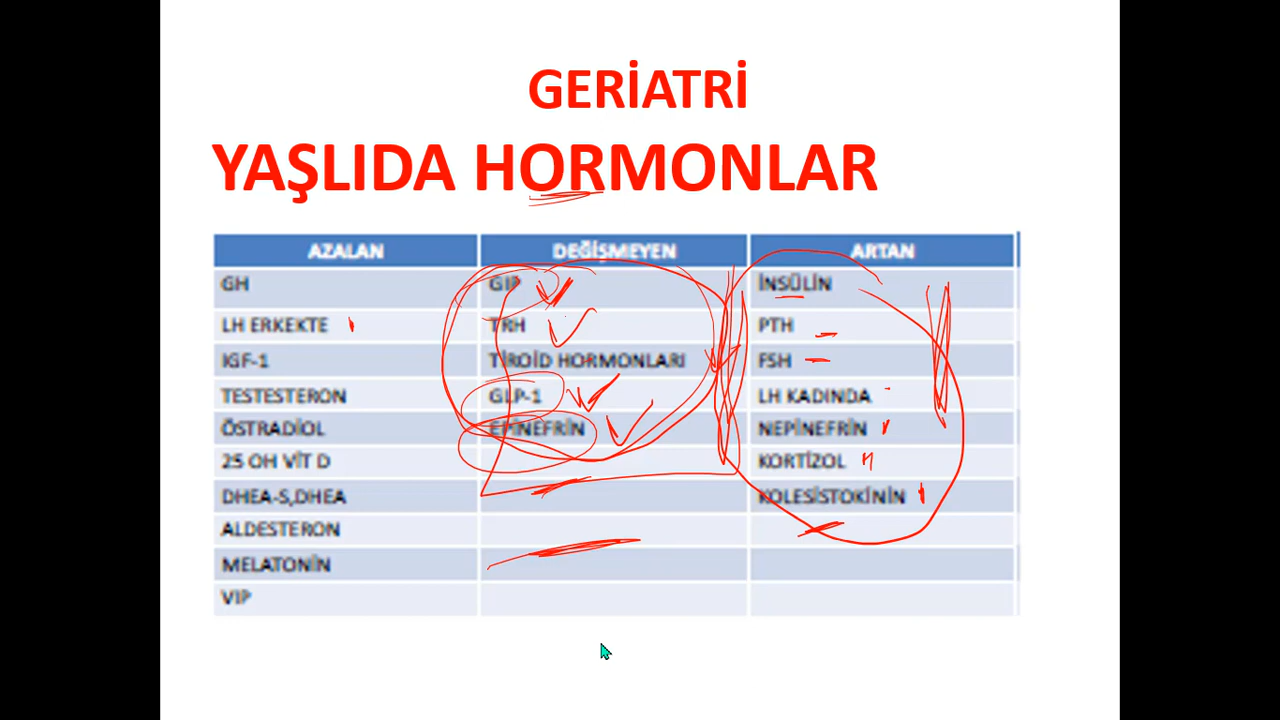 GERİATRİ
YAŞLIDA HORMONLAR
AZALAN DEĞİŞMEYEN ARTAN
GH GIP İNSÜLİN
LH ERKEKTE TRH PTH
IGF-1 TİROİD HORMONLARI FSH
TESTESTERON GLP-1 LH KADINDA
ÖSTRADİOL EPİNEFRİN NEPİNEFRİN
25 OH VİT D KORTİZOL
DHEA-S,DHEA KOLESİSTOKİNİN
ALDESTERON
MELATONİN
VIP